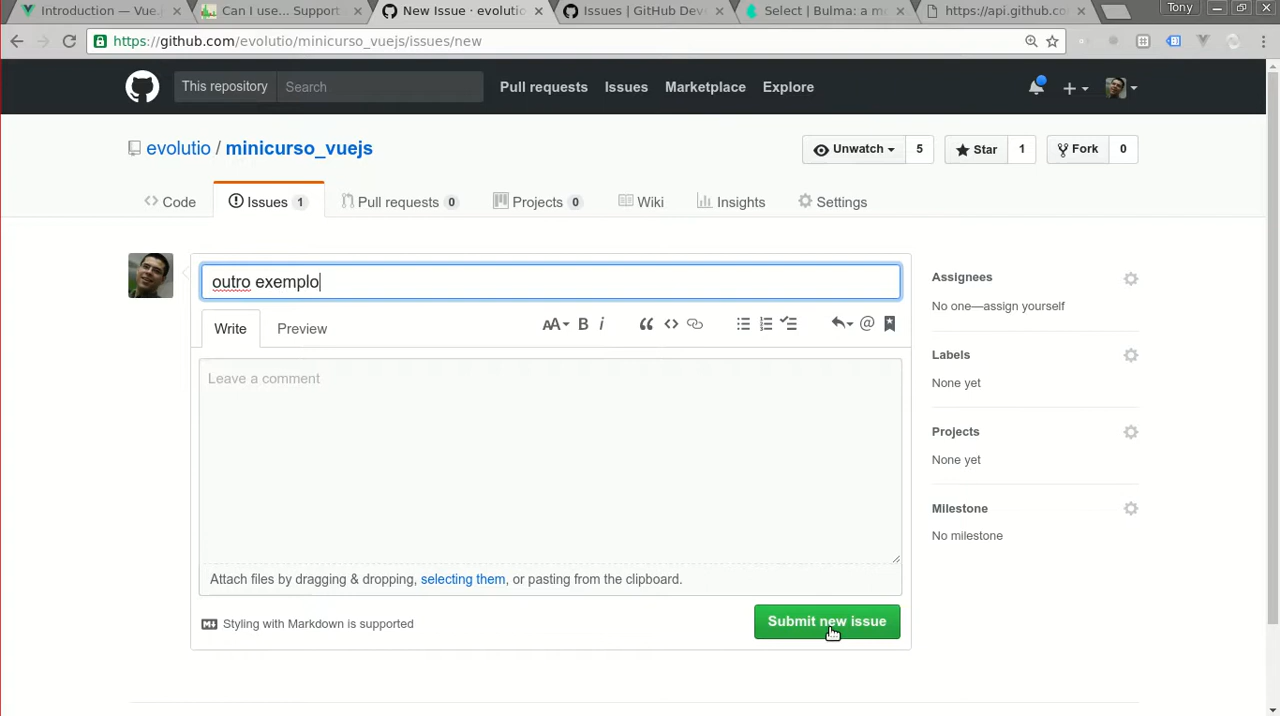 Introduction — Vue.
Can I use... Support
New Issue · evolutio
Issues | GitHub Dev
Select | Bulma: a m
https://api.github.co
Tony
https://github.com/evolutio/minicurso_vuejs/issues/new
This repository
Search
Pull requests
Issues
Marketplace
Explore
evolutio / minicurso_vuejs
Unwatch
5
Star
1
Fork
0
Code
Issues 1
Pull requests 0
Projects 0
Wiki
Insights
Settings
outro exemplo
Write
Preview
Leave a comment
Attach files by dragging & dropping, selecting them, or pasting from the clipboard.
Styling with Markdown is supported
Submit new issue
Assignees
No one—assign yourself
Labels
None yet
Projects
None yet
Milestone
No milestone